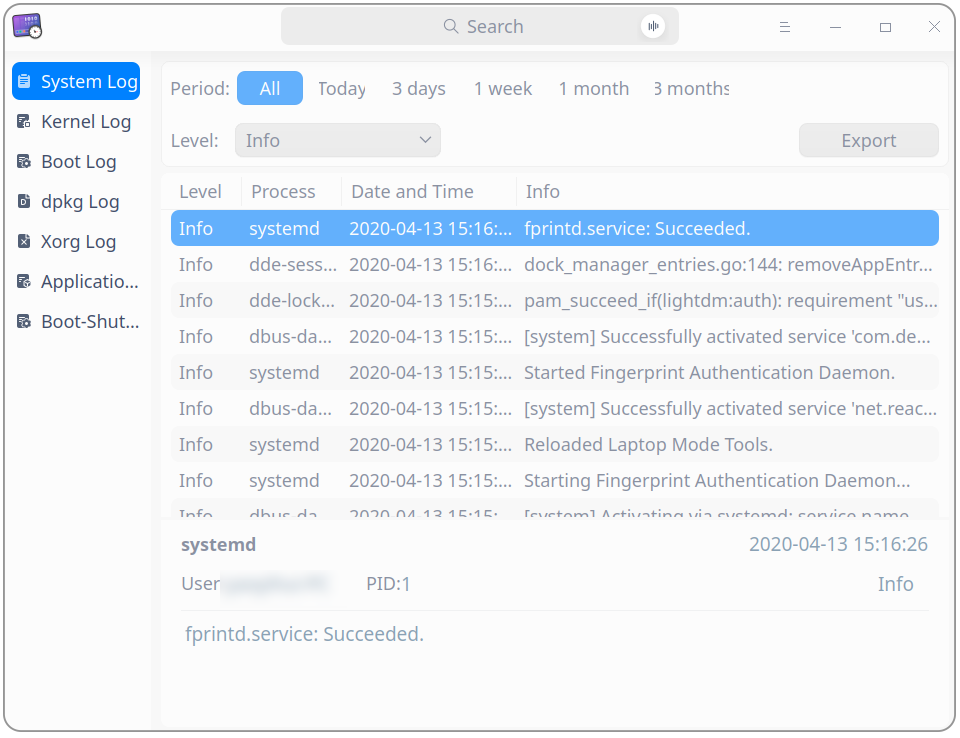 Search
System Log
Kernel Log
Boot Log
dpkg Log
Xorg Log
Applicatio...
Boot-Shut...
Period: All Today 3 days 1 week 1 month 3 months
Level: Info Export
Level Process Date and Time Info
Info systemd 2020-04-13 15:16:... fprintd.service: Succeeded.
Info dde-sess... 2020-04-13 15:16:... dock_manager_entries.go:144: removeAppEntr...
Info dde-lock... 2020-04-13 15:15:... pam_succeed_if(lightdm:auth): requirement "us...
Info dbus-da... 2020-04-13 15:15:... [system] Successfully activated service 'com.de...
Info systemd 2020-04-13 15:15:... Started Fingerprint Authentication Daemon.
Info dbus-da... 2020-04-13 15:15:... [system] Successfully activated service 'net.reac...
Info systemd 2020-04-13 15:15:... Reloaded Laptop Mode Tools.
Info systemd 2020-04-13 15:15:... Starting Fingerprint Authentication Daemon...
Info dbus-da... 2020-04-13 15:15:... [system] Activating via systemd: service name...
systemd 2020-04-13 15:16:26
User PID:1 Info
fprintd.service: Succeeded.